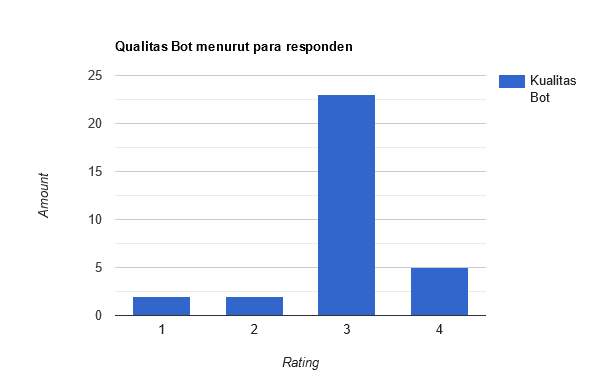 Qualitas Bot menurut para responden
25
20
15
10
5
0
Amount
1 2 3 4
Rating
Kualitas
Bot